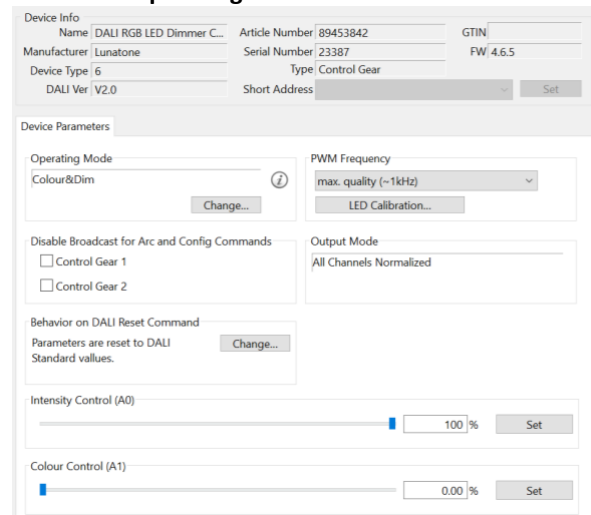 Device Info
Name DALI RGB LED Dimmer C... Article Number 89453842 GTIN
Manufacturer Lunatone Serial Number 23387 FW 4.6.5
Device Type 6 Type Control Gear
DALI Ver V2.0 Short Address Set
Device Parameters
Operating Mode PWM Frequency
Colour&Dim i max. quality (~1kHz)
Change... LED Calibration...
Disable Broadcast for Arc and Config Commands Output Mode
Control Gear 1 All Channels Normalized
Control Gear 2
Behavior on DALI Reset Command
Parameters are reset to DALI Change...
Standard vallues.
Intensity Control (A0)
100 % Set
Colour Control (A1)
0.00 % Set